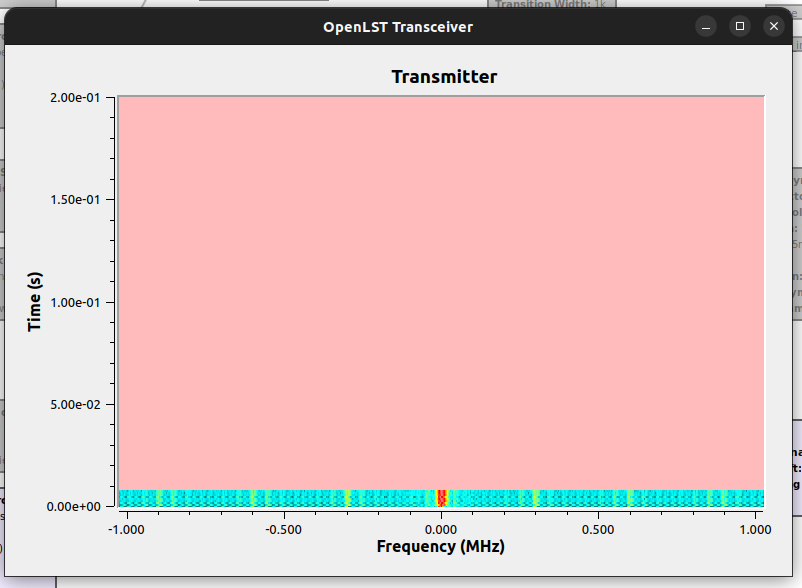 Transition Width: 1k
OpenLST Transceiver
Transmitter
2.00e-01
1.50e-01
1.00e-01
5.00e-02
0.00e+00
Time (s)
-1.000
-0.500
0.000
0.500
1.000
Frequency (MHz)